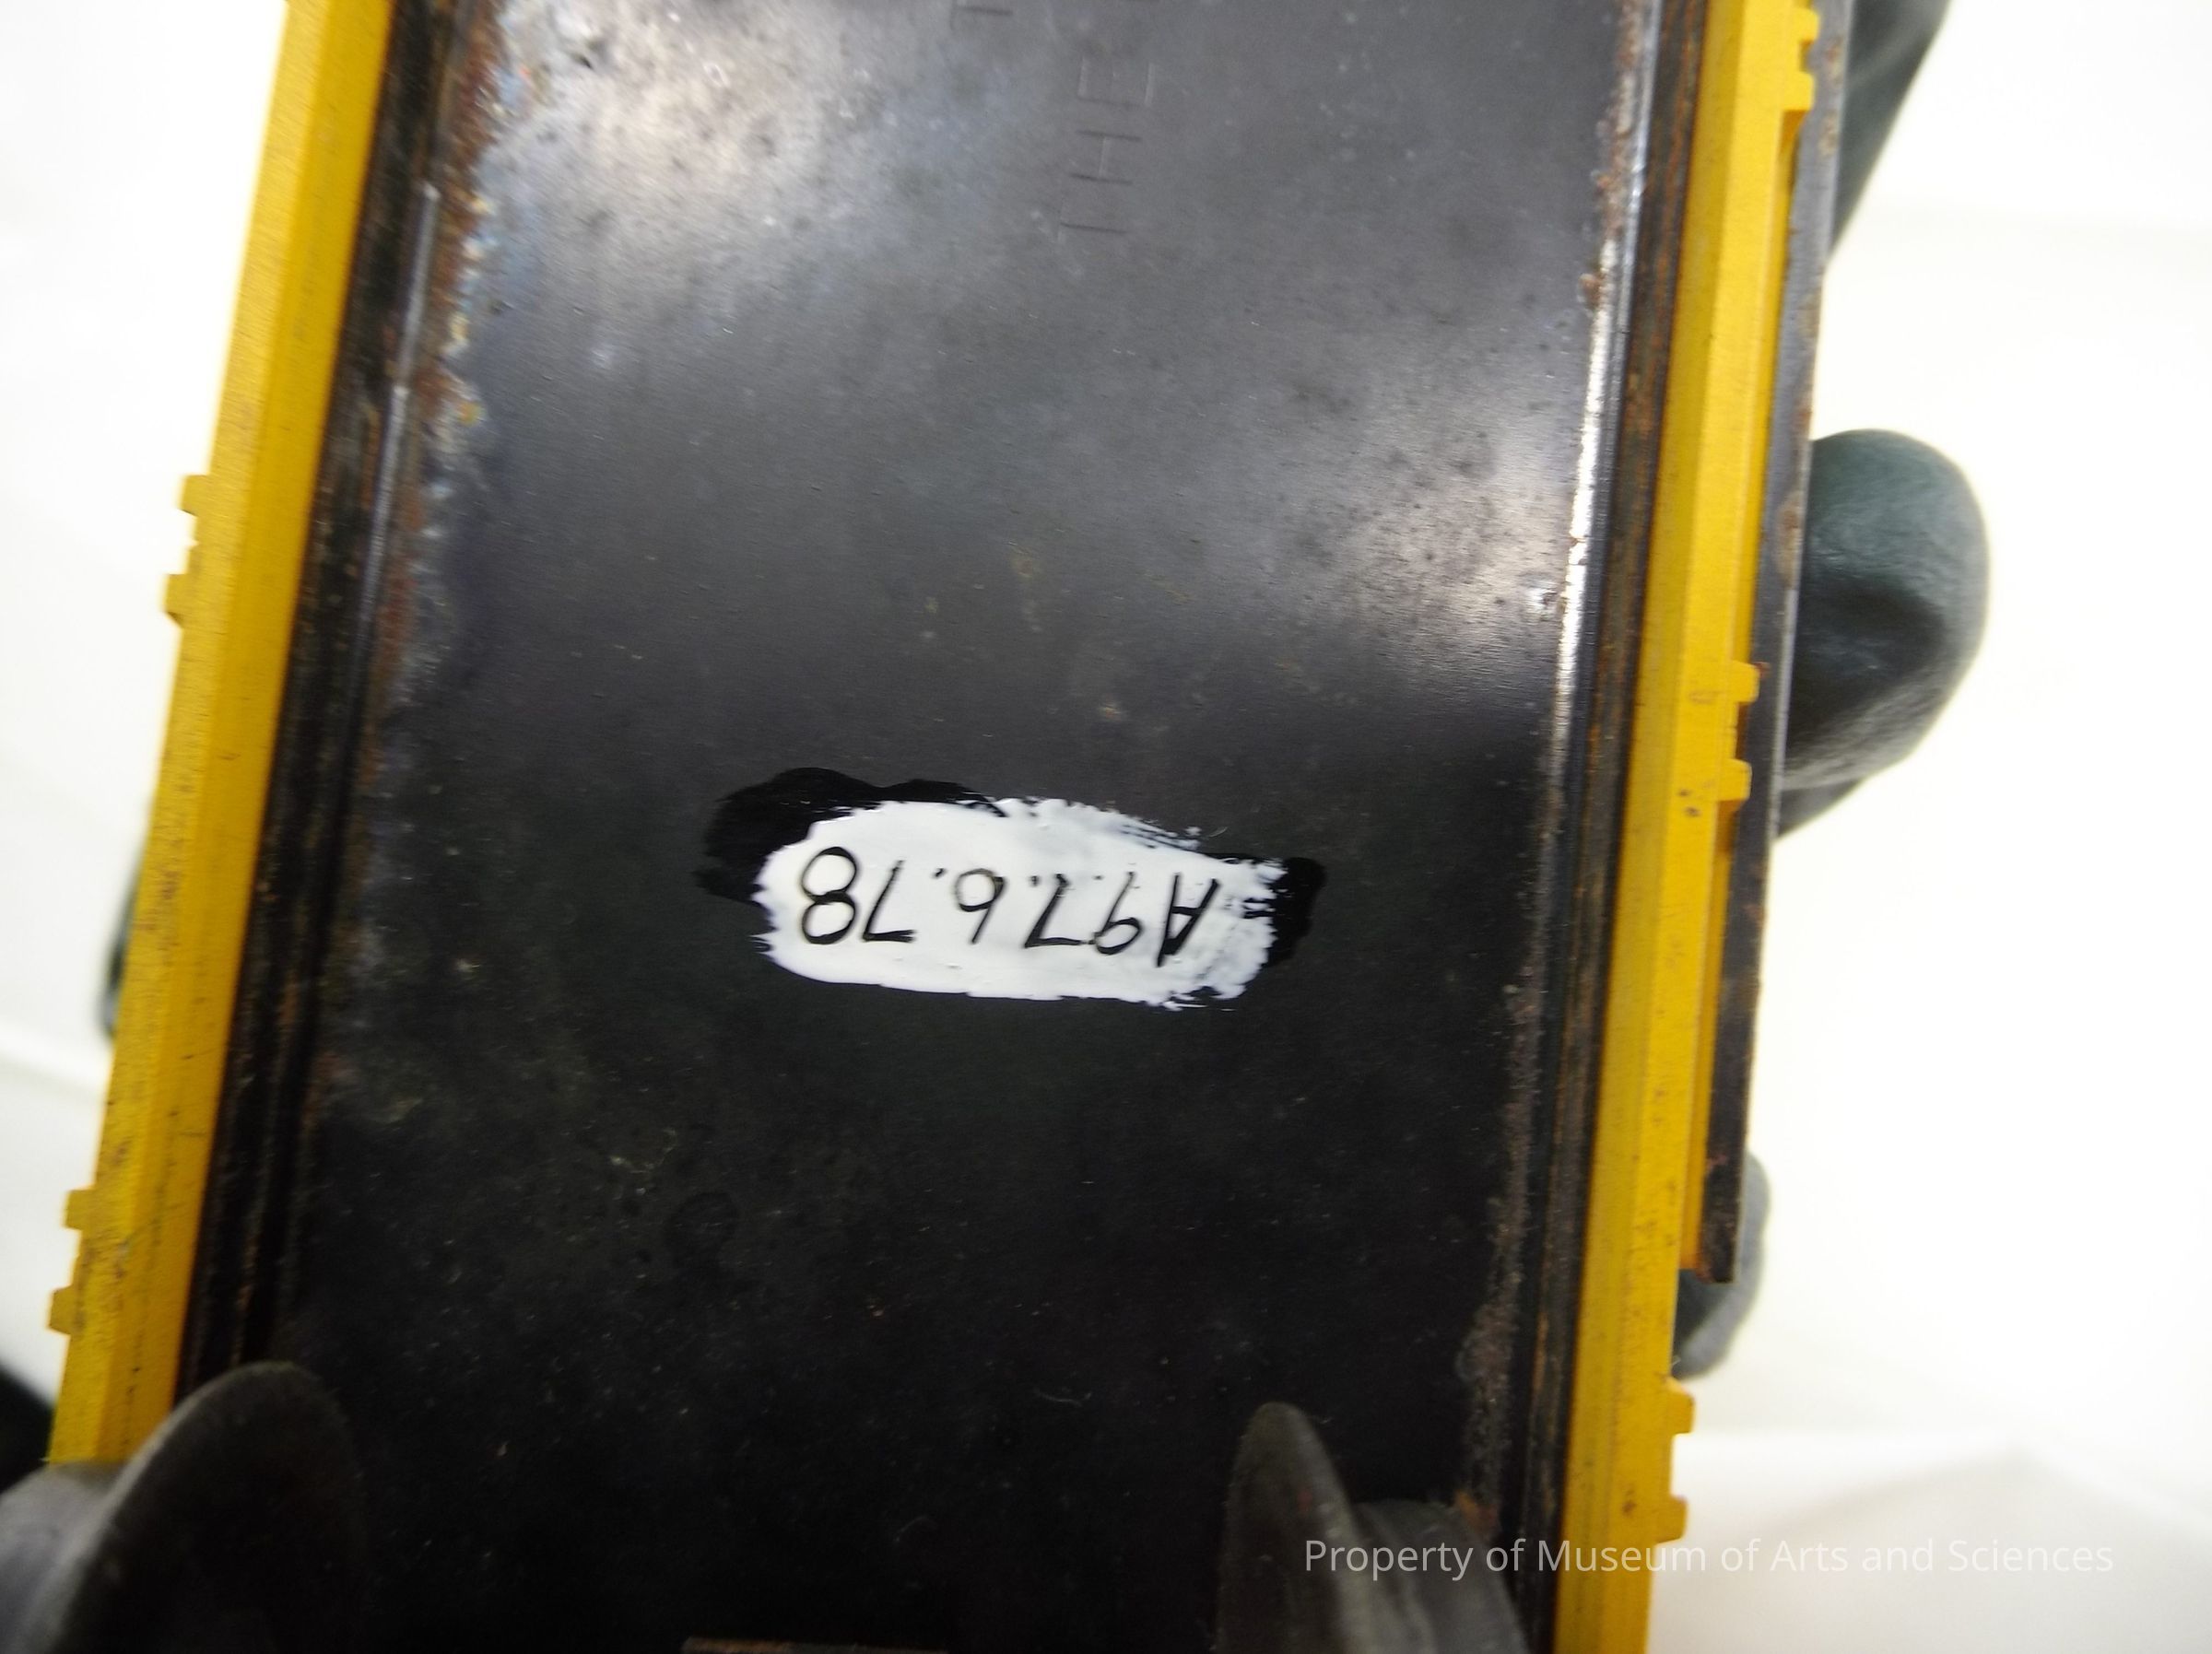 THE
A97.6.78
Property of Museum of Arts and Sciences